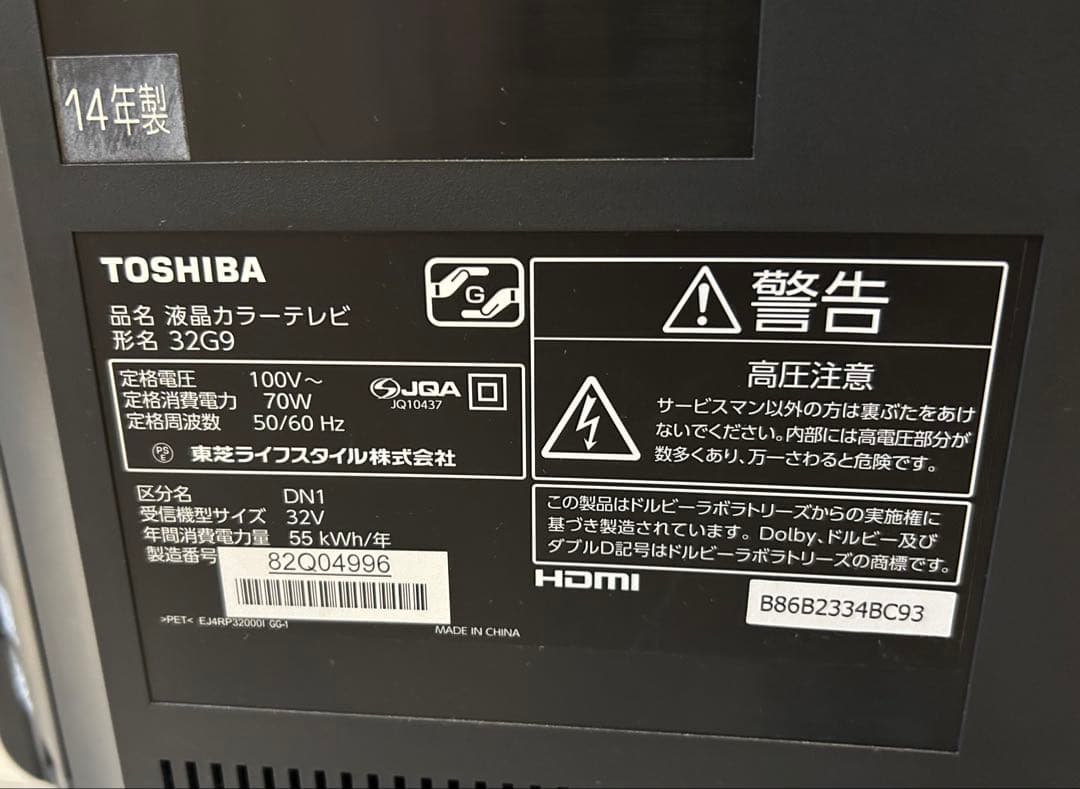 14年製
TOSHIBA
品名 液晶カラーテレビ
形名 32G9
G
定格電圧 100V～
定格消費電力 70W
定格周波数 50/60 Hz
JQA
JQ10437
PS
E
東芝ライフスタイル株式会社
区分名 DN1
受信機型サイズ 32V
年間消費電力量 55 kWh/年
製造番号
82Q04996
>PET< EJ4RP32000I GG-1
MADE IN CHINA
警告
高圧注意
サービスマン以外の方は裏ぶたをあけ
ないでください。内部には高電圧部分が
数多くあり、万一さわると危険です。
この製品はドルビーラボラトリーズからの実施権に
基づき製造されています。Dolby、ドルビー及び
ダブルD記号はドルビーラボラトリーズの商標です。
HDMI
B86B2334BC93